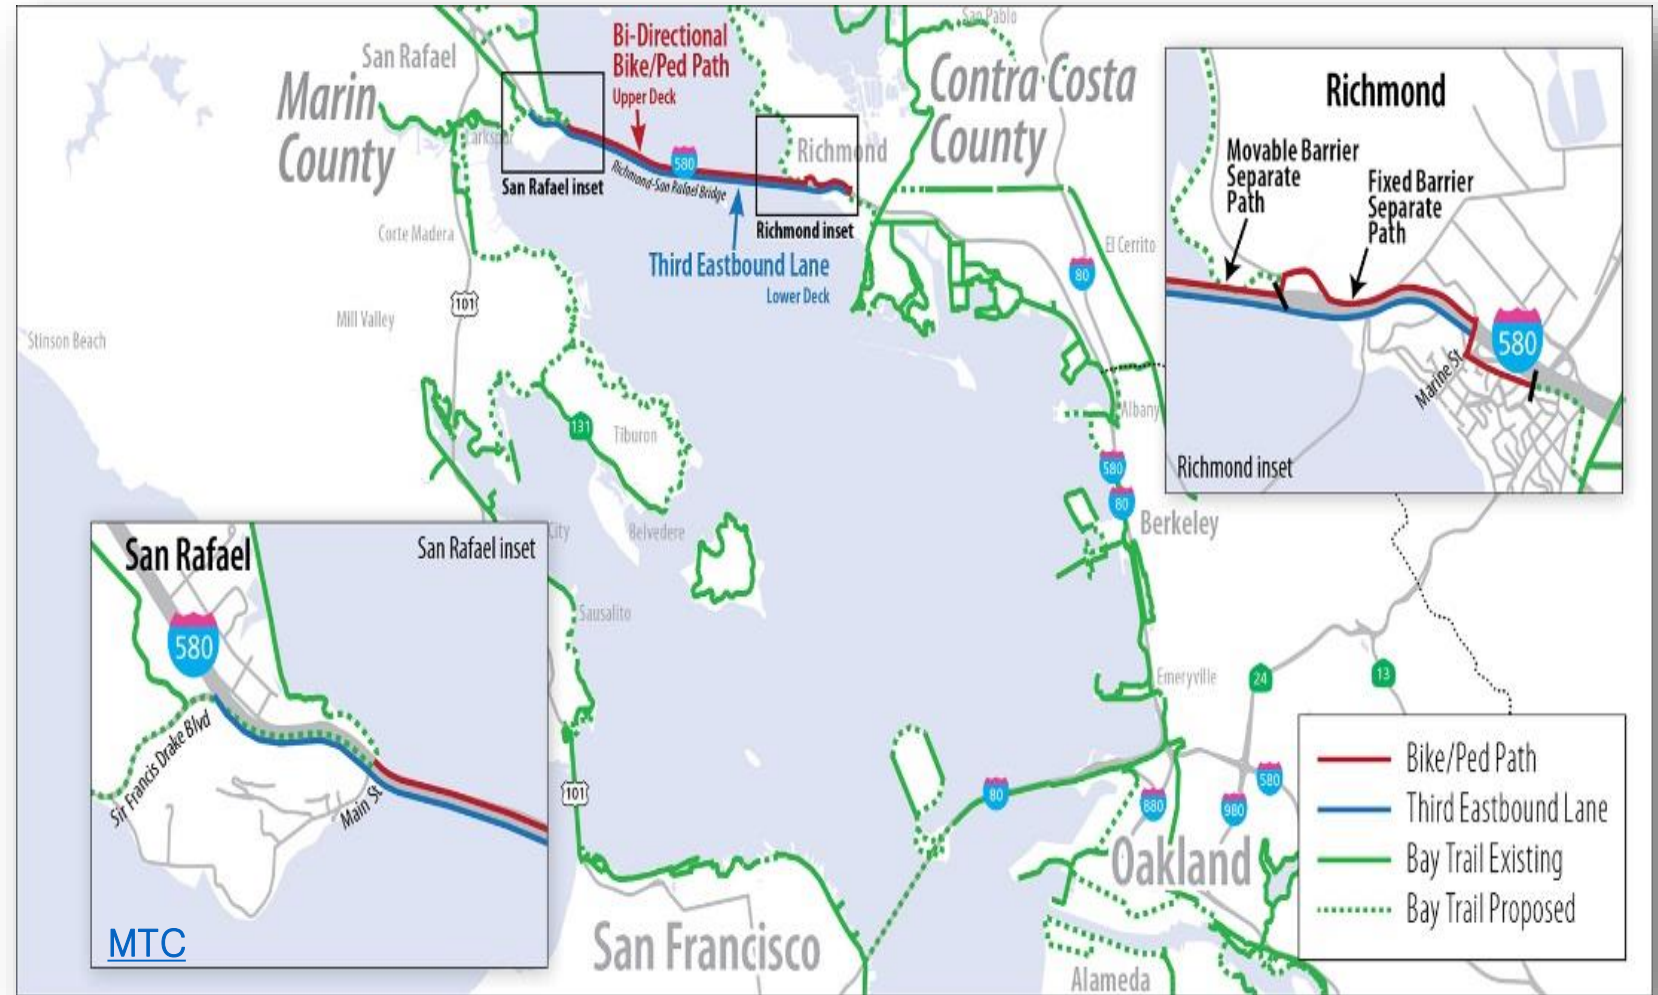 San Pablo
San Rafael
Bi-Directional
Bike/Ped Path
Upper Deck
Marin
County
Contra Costa
County
Larkspur
Richmond
580
San Rafael inset
Richmond-San Rafael Bridge
Richmond inset
Corte Madera
Third Eastbound Lane
Lower Deck
El Cerrito
80
101
Mill Valley
Stinson Beach
Albany
131
Tiburon
580
80
Berkeley
City
Belvedere
Sausalito
Emeryville
24
13
101
80
880
980
580
Oakland
San Francisco
Alameda
Richmond
Movable Barrier
Separate
Path
Fixed Barrier
Separate
Path
580
Marine St
Richmond inset
San Rafael
San Rafael inset
580
Sir Francis Drake Blvd
Main St
MTC
Bike/Ped Path
Third Eastbound Lane
Bay Trail Existing
Bay Trail Proposed